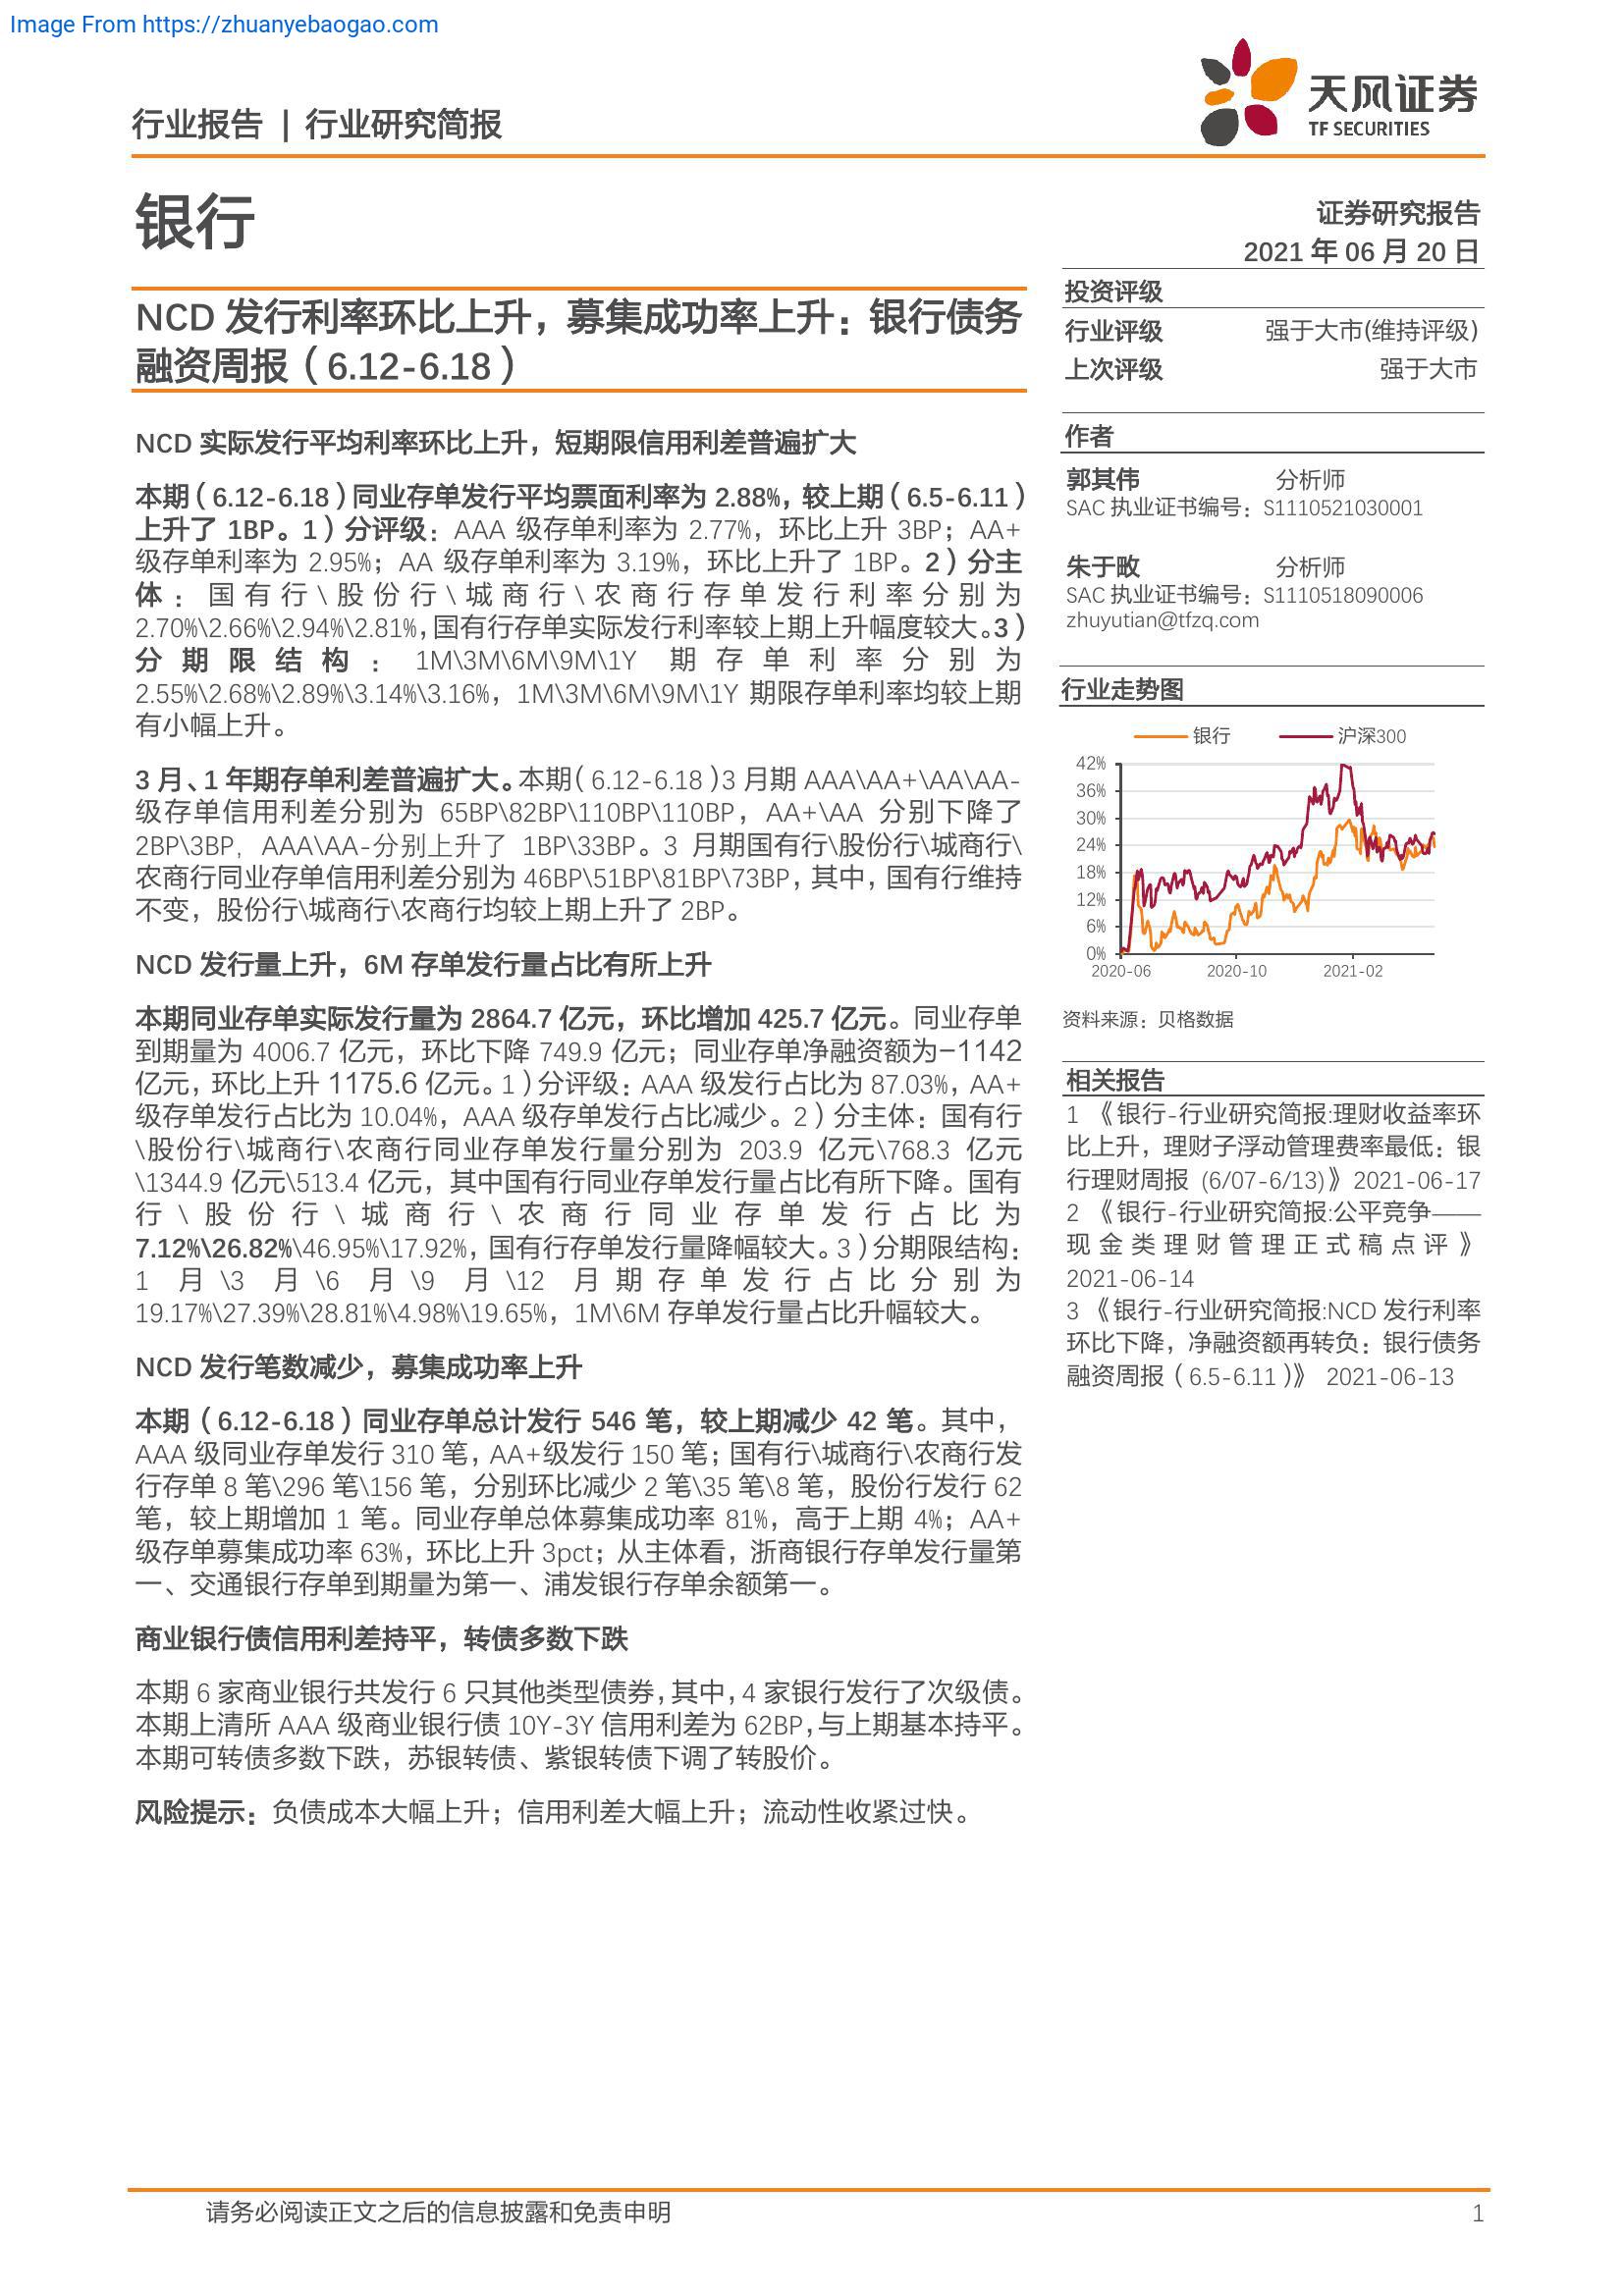 Image From https://zhuanyebaogao.com
行业报告 | 行业研究简报
天风证券
TF SECURITIES
银行
证券研究报告
2021 年 06 月 20 日
NCD 发行利率环比上升，募集成功率上升：银行债务
融资周报（6.12-6.18）
NCD 实际发行平均利率环比上升，短期限信用利差普遍扩大
本期（6.12-6.18）同业存单发行平均票面利率为 2.88%，较上期（6.5-6.11）
上升了 1BP。1）分评级：AAA 级存单利率为 2.77%，环比上升 3BP；AA+
级存单利率为 2.95%；AA 级存单利率为 3.19%，环比上升了 1BP。2）分主
体：国有行\股份行\城商行\农商行存单发行利率分别为
2.70%\2.66%\2.94%\2.81%，国有行存单实际发行利率较上期上升幅度较大。3）
分期限结构：1M\3M\6M\9M\1Y 期存单利率分别为
2.55%\2.68%\2.89%\3.14%\3.16%，1M\3M\6M\9M\1Y 期限存单利率均较上期
有小幅上升。
3 月、1 年期存单利差普遍扩大。本期（6.12-6.18）3 月期 AAA\AA+\AA\AA-
级存单信用利差分别为 65BP\82BP\110BP\110BP，AA+\AA 分别下降了
2BP\3BP，AAA\AA-分别上升了 1BP\33BP。3 月期国有行\股份行\城商行\
农商行同业存单信用利差分别为 46BP\51BP\81BP\73BP，其中，国有行维持
不变，股份行\城商行\农商行均较上期上升了 2BP。
NCD 发行量上升，6M 存单发行量占比有所上升
本期同业存单实际发行量为 2864.7 亿元，环比增加 425.7 亿元。同业存单
到期量为 4006.7 亿元，环比下降 749.9 亿元；同业存单净融资额为-1142
亿元，环比上升 1175.6 亿元。1）分评级：AAA 级发行占比为 87.03%，AA+
级存单发行占比为 10.04%，AAA 级存单发行占比减少。2）分主体：国有行
\股份行\城商行\农商行同业存单发行量分别为 203.9 亿元\768.3 亿元
\1344.9 亿元\513.4 亿元，其中国有行同业存单发行量占比有所下降。国有
行\股份行\城商行\农商行同业存单发行占比为
7.12%\26.82%\46.95%\17.92%，国有行存单发行量降幅较大。3）分期限结构：
1 月\3 月\6 月\9 月\12 月期存单发行占比分别为
19.17%\27.39%\28.81%\4.98%\19.65%，1M\6M 存单发行量占比升幅较大。
NCD 发行笔数减少，募集成功率上升
本期（6.12-6.18）同业存单总计发行 546 笔，较上期减少 42 笔。其中，
AAA 级同业存单发行 310 笔，AA+级发行 150 笔；国有行\城商行\农商行发
行存单 8 笔\296 笔\156 笔，分别环比减少 2 笔\35 笔\8 笔，股份行发行 62
笔，较上期增加 1 笔。同业存单总体募集成功率 81%，高于上期 4%；AA+
级存单募集成功率 63%，环比上升 3pct；从主体看，浙商银行存单发行量第
一、交通银行存单到期量为第一、浦发银行存单余额第一。
商业银行债信用利差持平，转债多数下跌
本期 6 家商业银行共发行 6 只其他类型债券，其中，4 家银行发行了次级债。
本期上清所 AAA 级商业银行债 10Y-3Y 信用利差为 62BP，与上期基本持平。
本期可转债多数下跌，苏银转债、紫银转债下调了转股价。
风险提示：负债成本大幅上升；信用利差大幅上升；流动性收紧过快。
投资评级
行业评级 强于大市(维持评级)
上次评级 强于大市
作者
郭其伟 分析师
SAC 执业证书编号：S1110521030001
朱于畋 分析师
SAC 执业证书编号：S1110518090006
zhuyutian@tfzq.com
行业走势图
银行 沪深300
42%
36%
30%
24%
18%
12%
6%
0%
2020-06 2020-10 2021-02
资料来源：贝格数据
相关报告
1 《银行-行业研究简报:理财收益率环
比上升，理财子浮动管理费率最低：银
行理财周报 (6/07-6/13)》 2021-06-17
2 《银行-行业研究简报:公平竞争——
现金类理财管理正式稿点评》
2021-06-14
3 《银行-行业研究简报:NCD 发行利率
环比下降，净融资额再转负：银行债务
融资周报（6.5-6.11）》 2021-06-13
请务必阅读正文之后的信息披露和免责申明 1